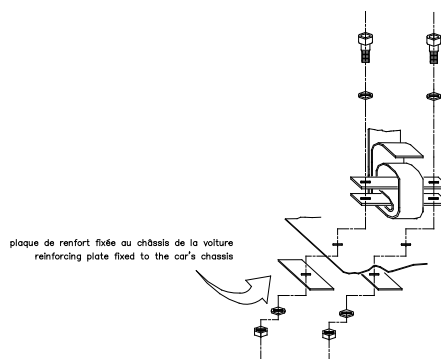 plaque de renfort fixée au châssis de la voiture
reinforcing plate fixed to the car's chassis